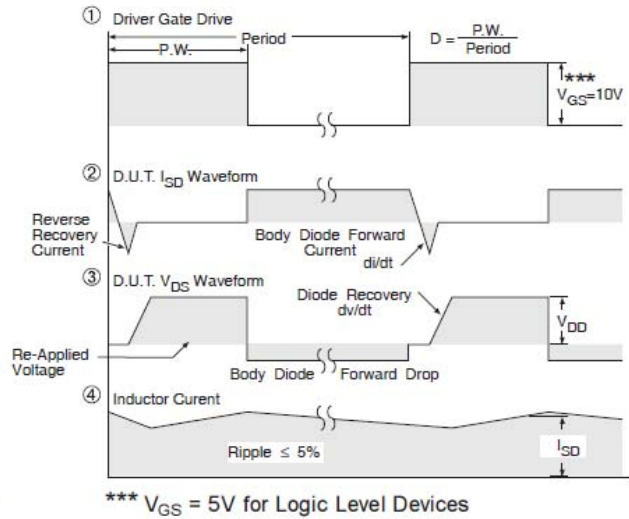 ① Driver Gate Drive
Period
P.W.
D = P.W. / Period
***
VGS=10V
② D.U.T. ISD Waveform
Reverse
Recovery
Current
Body Diode Forward
Current
di/dt
③ D.U.T. VDS Waveform
Diode Recovery
dv/dt
VDD
Re-Applied
Voltage
Body Diode Forward Drop
④ Inductor Curent
Ripple ≤ 5%
ISD
*** VGS = 5V for Logic Level Devices